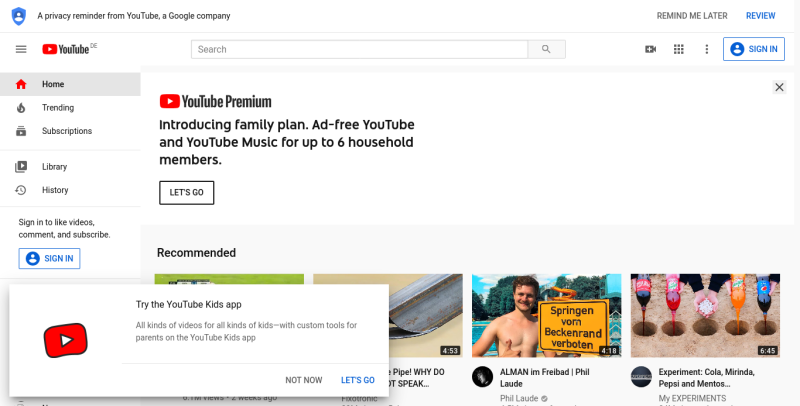 A privacy reminder from YouTube, a Google company
REMIND ME LATER
REVIEW
YouTube DE
Search
SIGN IN
Home
Trending
Subscriptions
Library
History
Sign in to like videos,
comment, and subscribe.
SIGN IN
YouTube Premium
Introducing family plan. Ad-free YouTube
and YouTube Music for up to 6 household
members.
LET'S GO
Recommended
Springen
vom
Beckenrand
verboten
4:53
4:18
6:45
Try the YouTube Kids app
All kinds of videos for all kinds of kids—with custom tools for
parents on the YouTube Kids app
NOT NOW
LET'S GO
Pipe! WHY DO
OT SPEAK...
Fixotronic
6.1M views • 2 weeks ago
ALMAN im Freibad | Phil
Laude
Phil Laude
Experiment: Cola, Mirinda,
Pepsi and Mentos...
My EXPERIMENTS